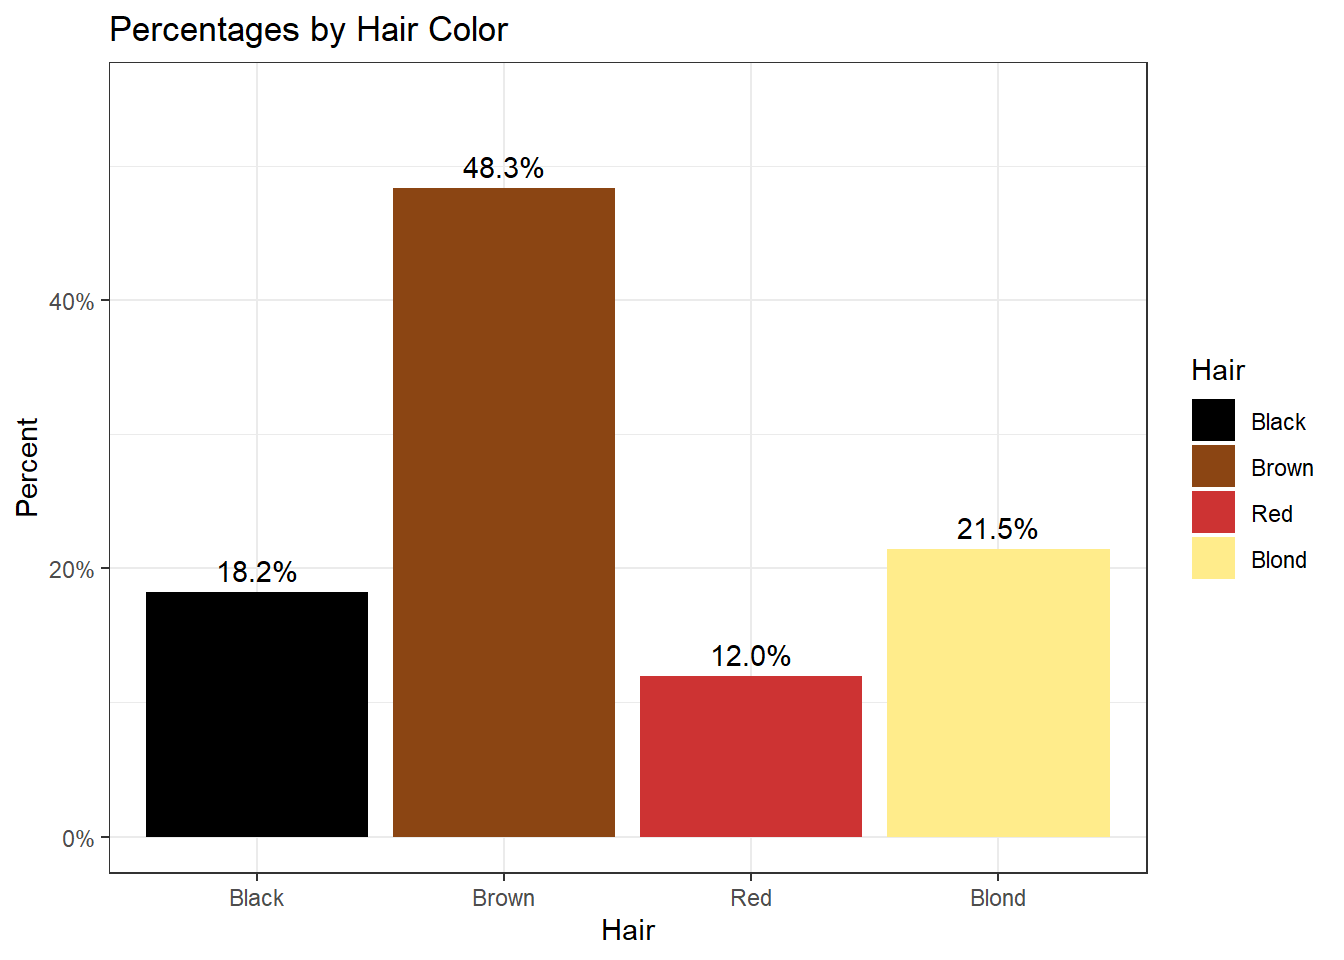 Percentages by Hair Color
48.3%
40%
21.5%
20%
18.2%
12.0%
0%
Percent
Black
Brown
Red
Blond
Hair
Hair
Black
Brown
Red
Blond